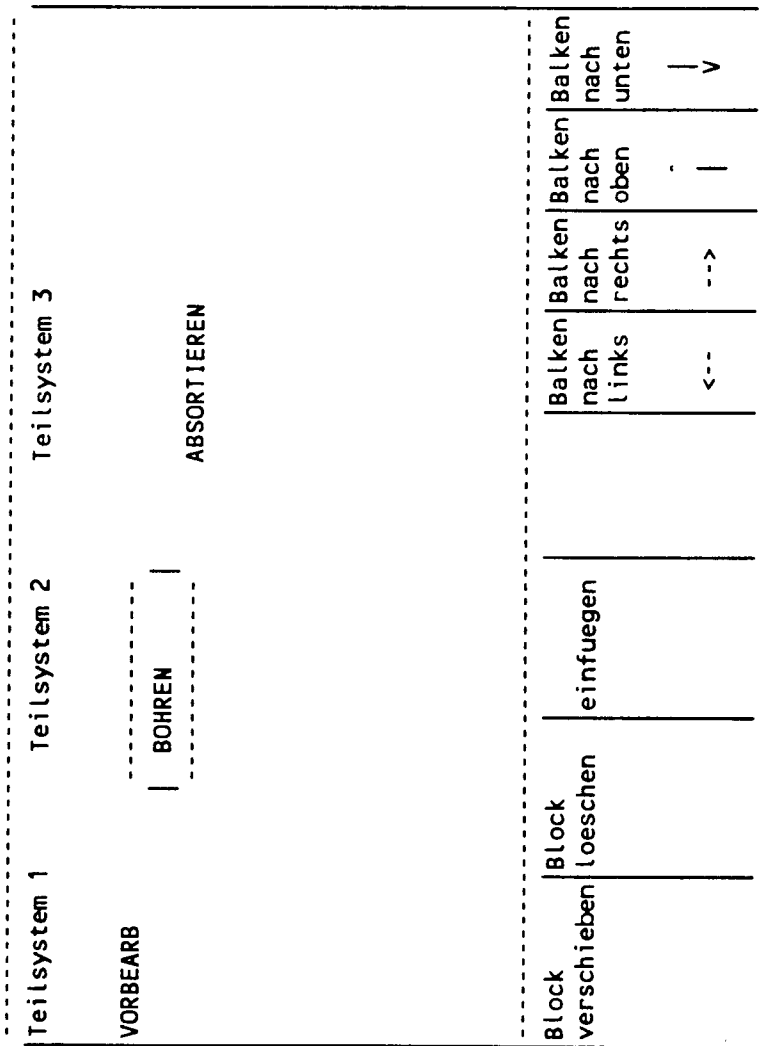 Teilsystem 1 Teilsystem 2 Teilsystem 3
VORBEARB
| BOHREN |
ABSORTIEREN
Block |Block | | |Balken|Balken|Balken|Balken
verschieben|loeschen |einfuegen | |nach |nach |nach |nach
|links |rechts|oben |unten
<-- --> | |
v